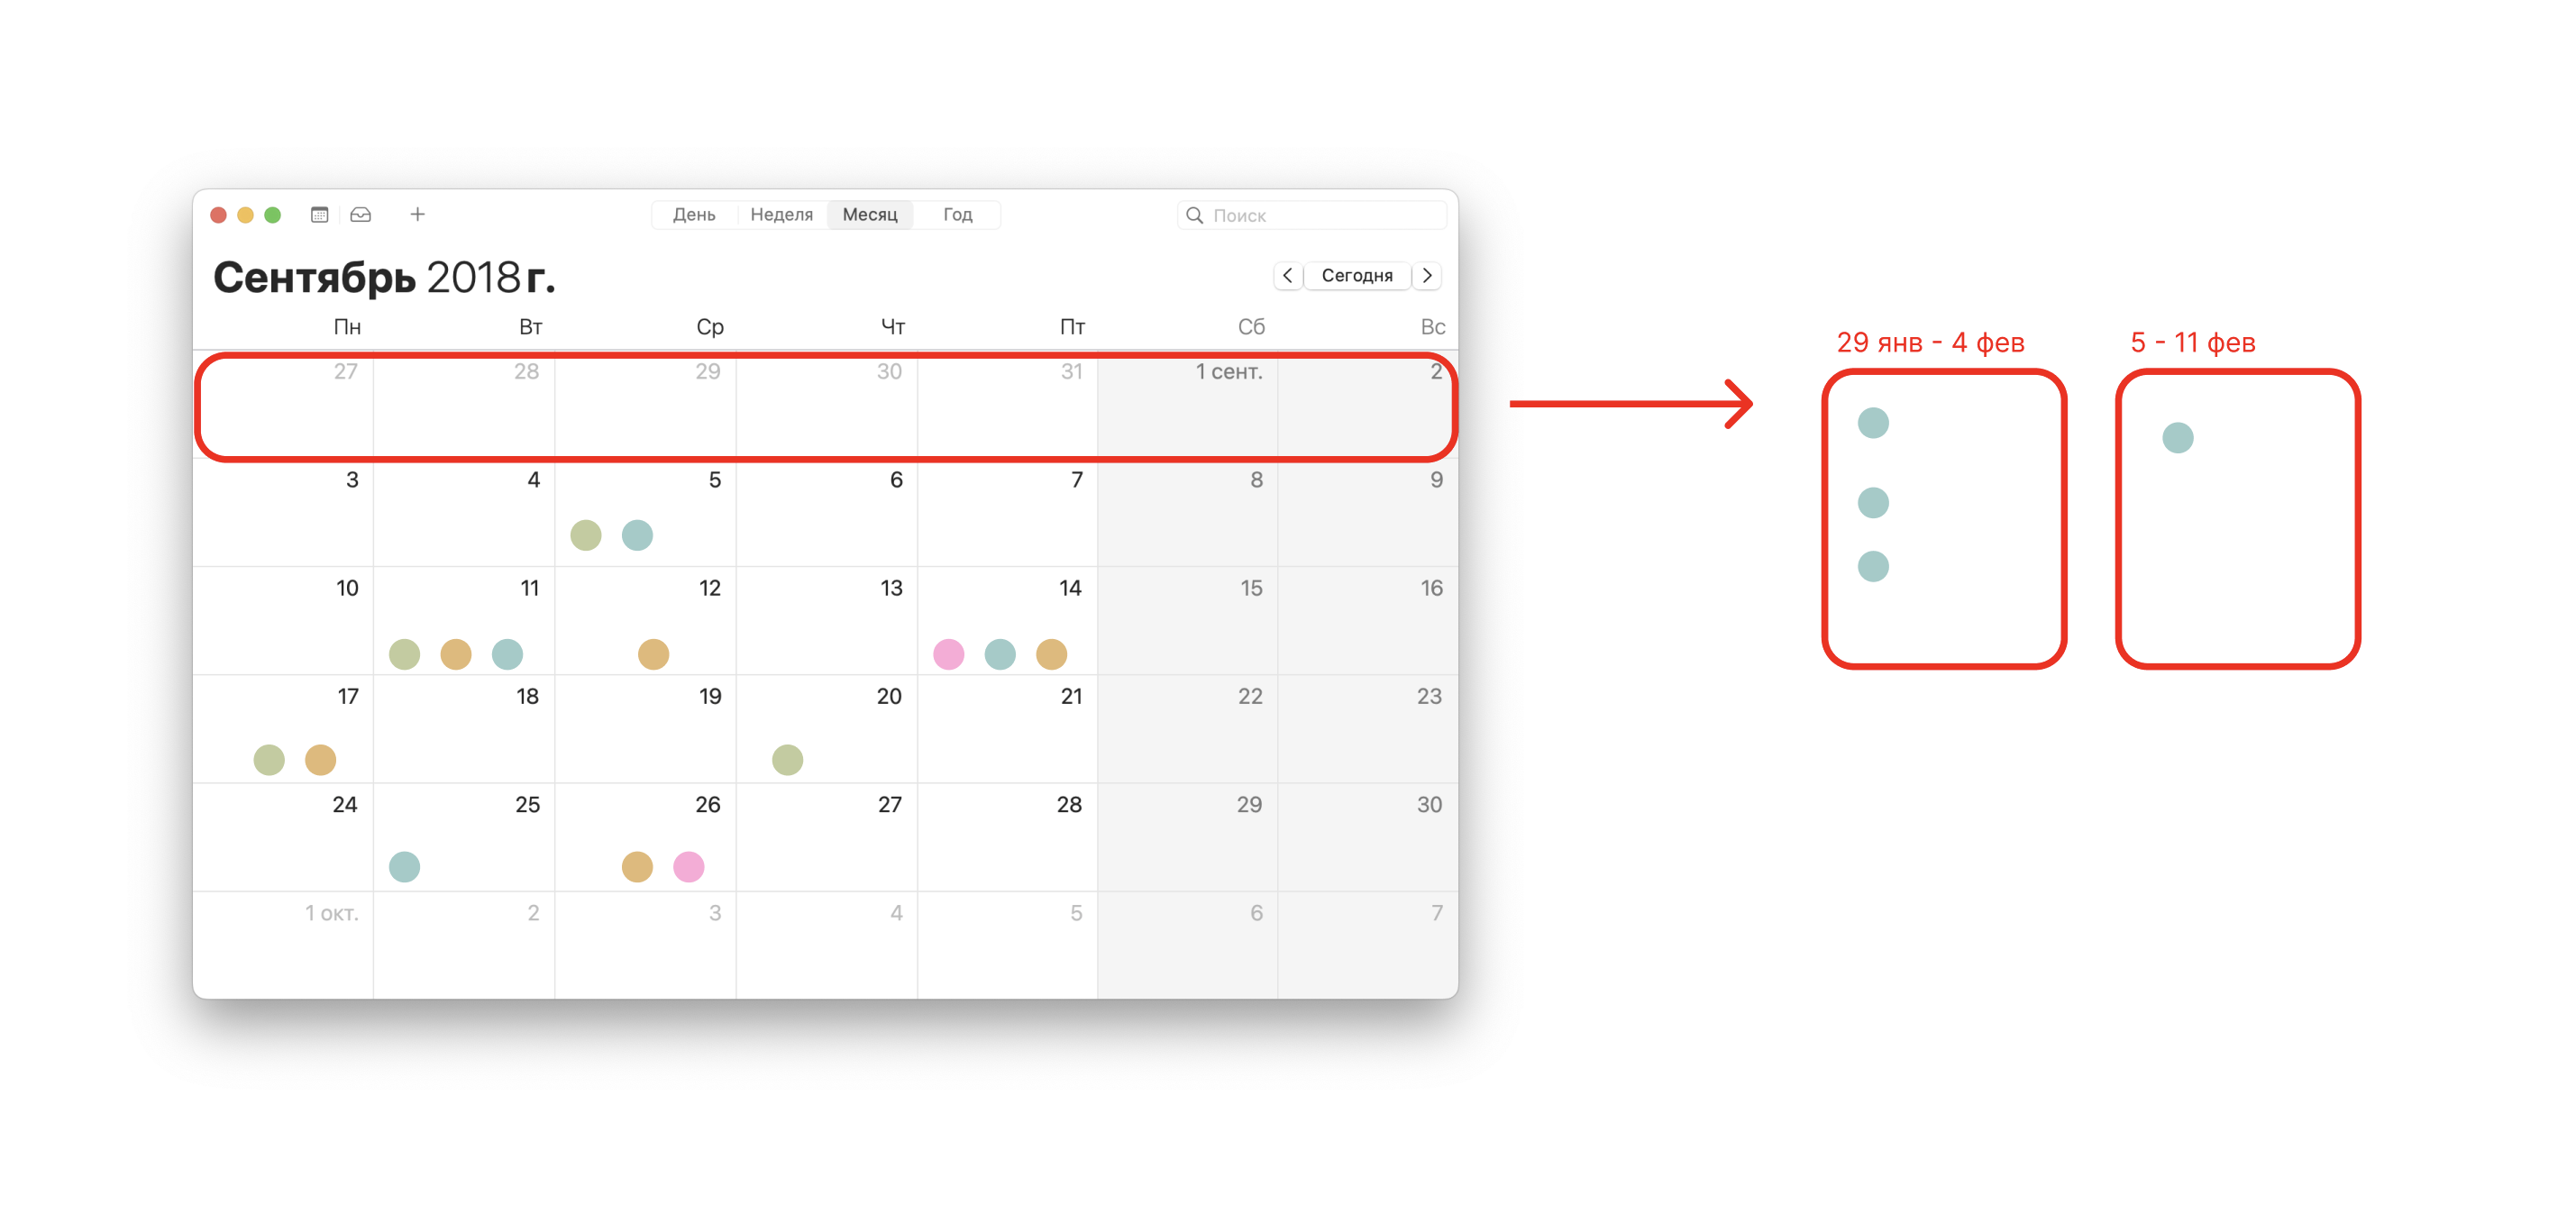 День Неделя Месяц Год Поиск
Сентябрь 2018 г. Сегодня
Пн Вт Ср Чт Пт Сб Вс
27 28 29 30 31 1 сент. 2
3 4 5 6 7 8 9
10 11 12 13 14 15 16
17 18 19 20 21 22 23
24 25 26 27 28 29 30
1 окт. 2 3 4 5 6 7
29 янв - 4 фев
5 - 11 фев